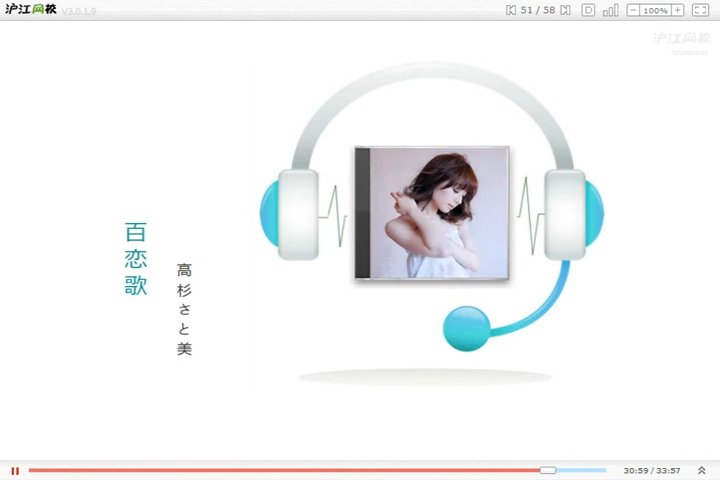 沪江网校 V3.0.1.9
51 / 58
D
100%
沪江网校
百恋歌
高杉さと美
30:59 / 33:57